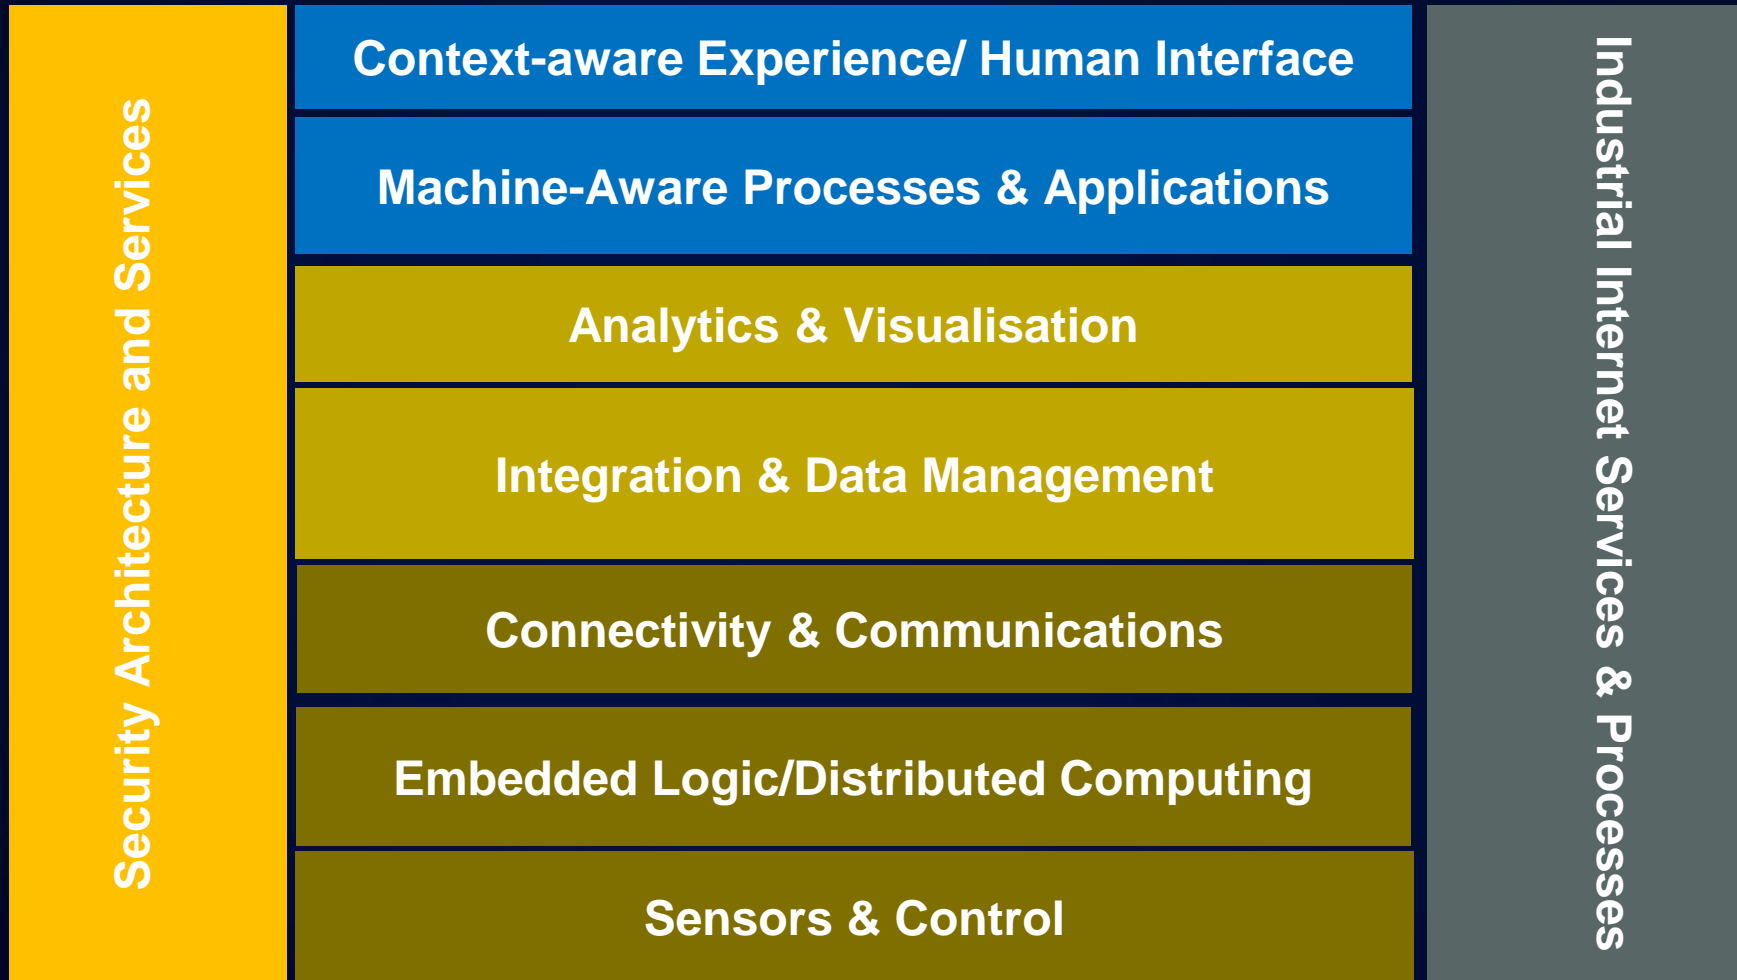 Security Architecture and Services
Context-aware Experience/ Human Interface
Machine-Aware Processes & Applications
Analytics & Visualisation
Integration & Data Management
Connectivity & Communications
Embedded Logic/Distributed Computing
Sensors & Control
Industrial Internet Services & Processes